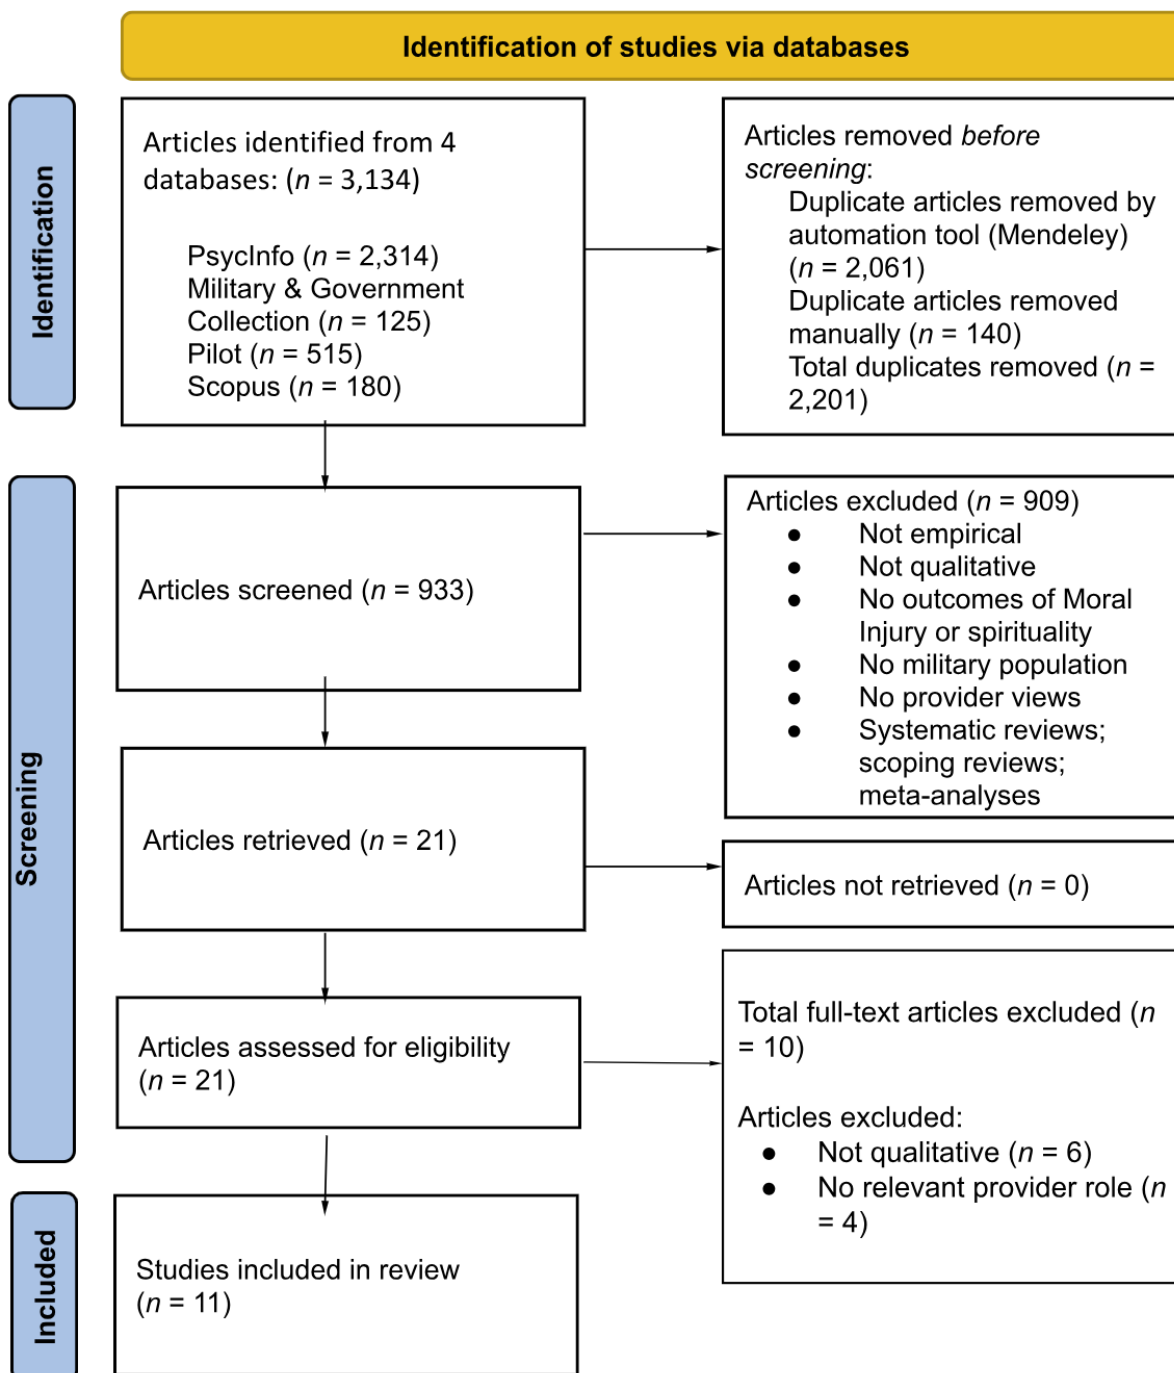 Identification of studies via databases
Identification
Articles identified from 4
databases: (n = 3,134)
PsycInfo (n = 2,314)
Military & Government
Collection (n = 125)
Pilot (n = 515)
Scopus (n = 180)
Articles removed before
screening:
Duplicate articles removed by
automation tool (Mendeley)
(n = 2,061)
Duplicate articles removed
manually (n = 140)
Total duplicates removed (n =
2,201)
Screening
Articles screened (n = 933)
Articles excluded (n = 909)
● Not empirical
● Not qualitative
● No outcomes of Moral
Injury or spirituality
● No military population
● No provider views
● Systematic reviews;
scoping reviews;
meta-analyses
Articles retrieved (n = 21)
Articles not retrieved (n = 0)
Articles assessed for eligibility
(n = 21)
Total full-text articles excluded (n
= 10)
Articles excluded:
● Not qualitative (n = 6)
● No relevant provider role (n
= 4)
Included
Studies included in review
(n = 11)